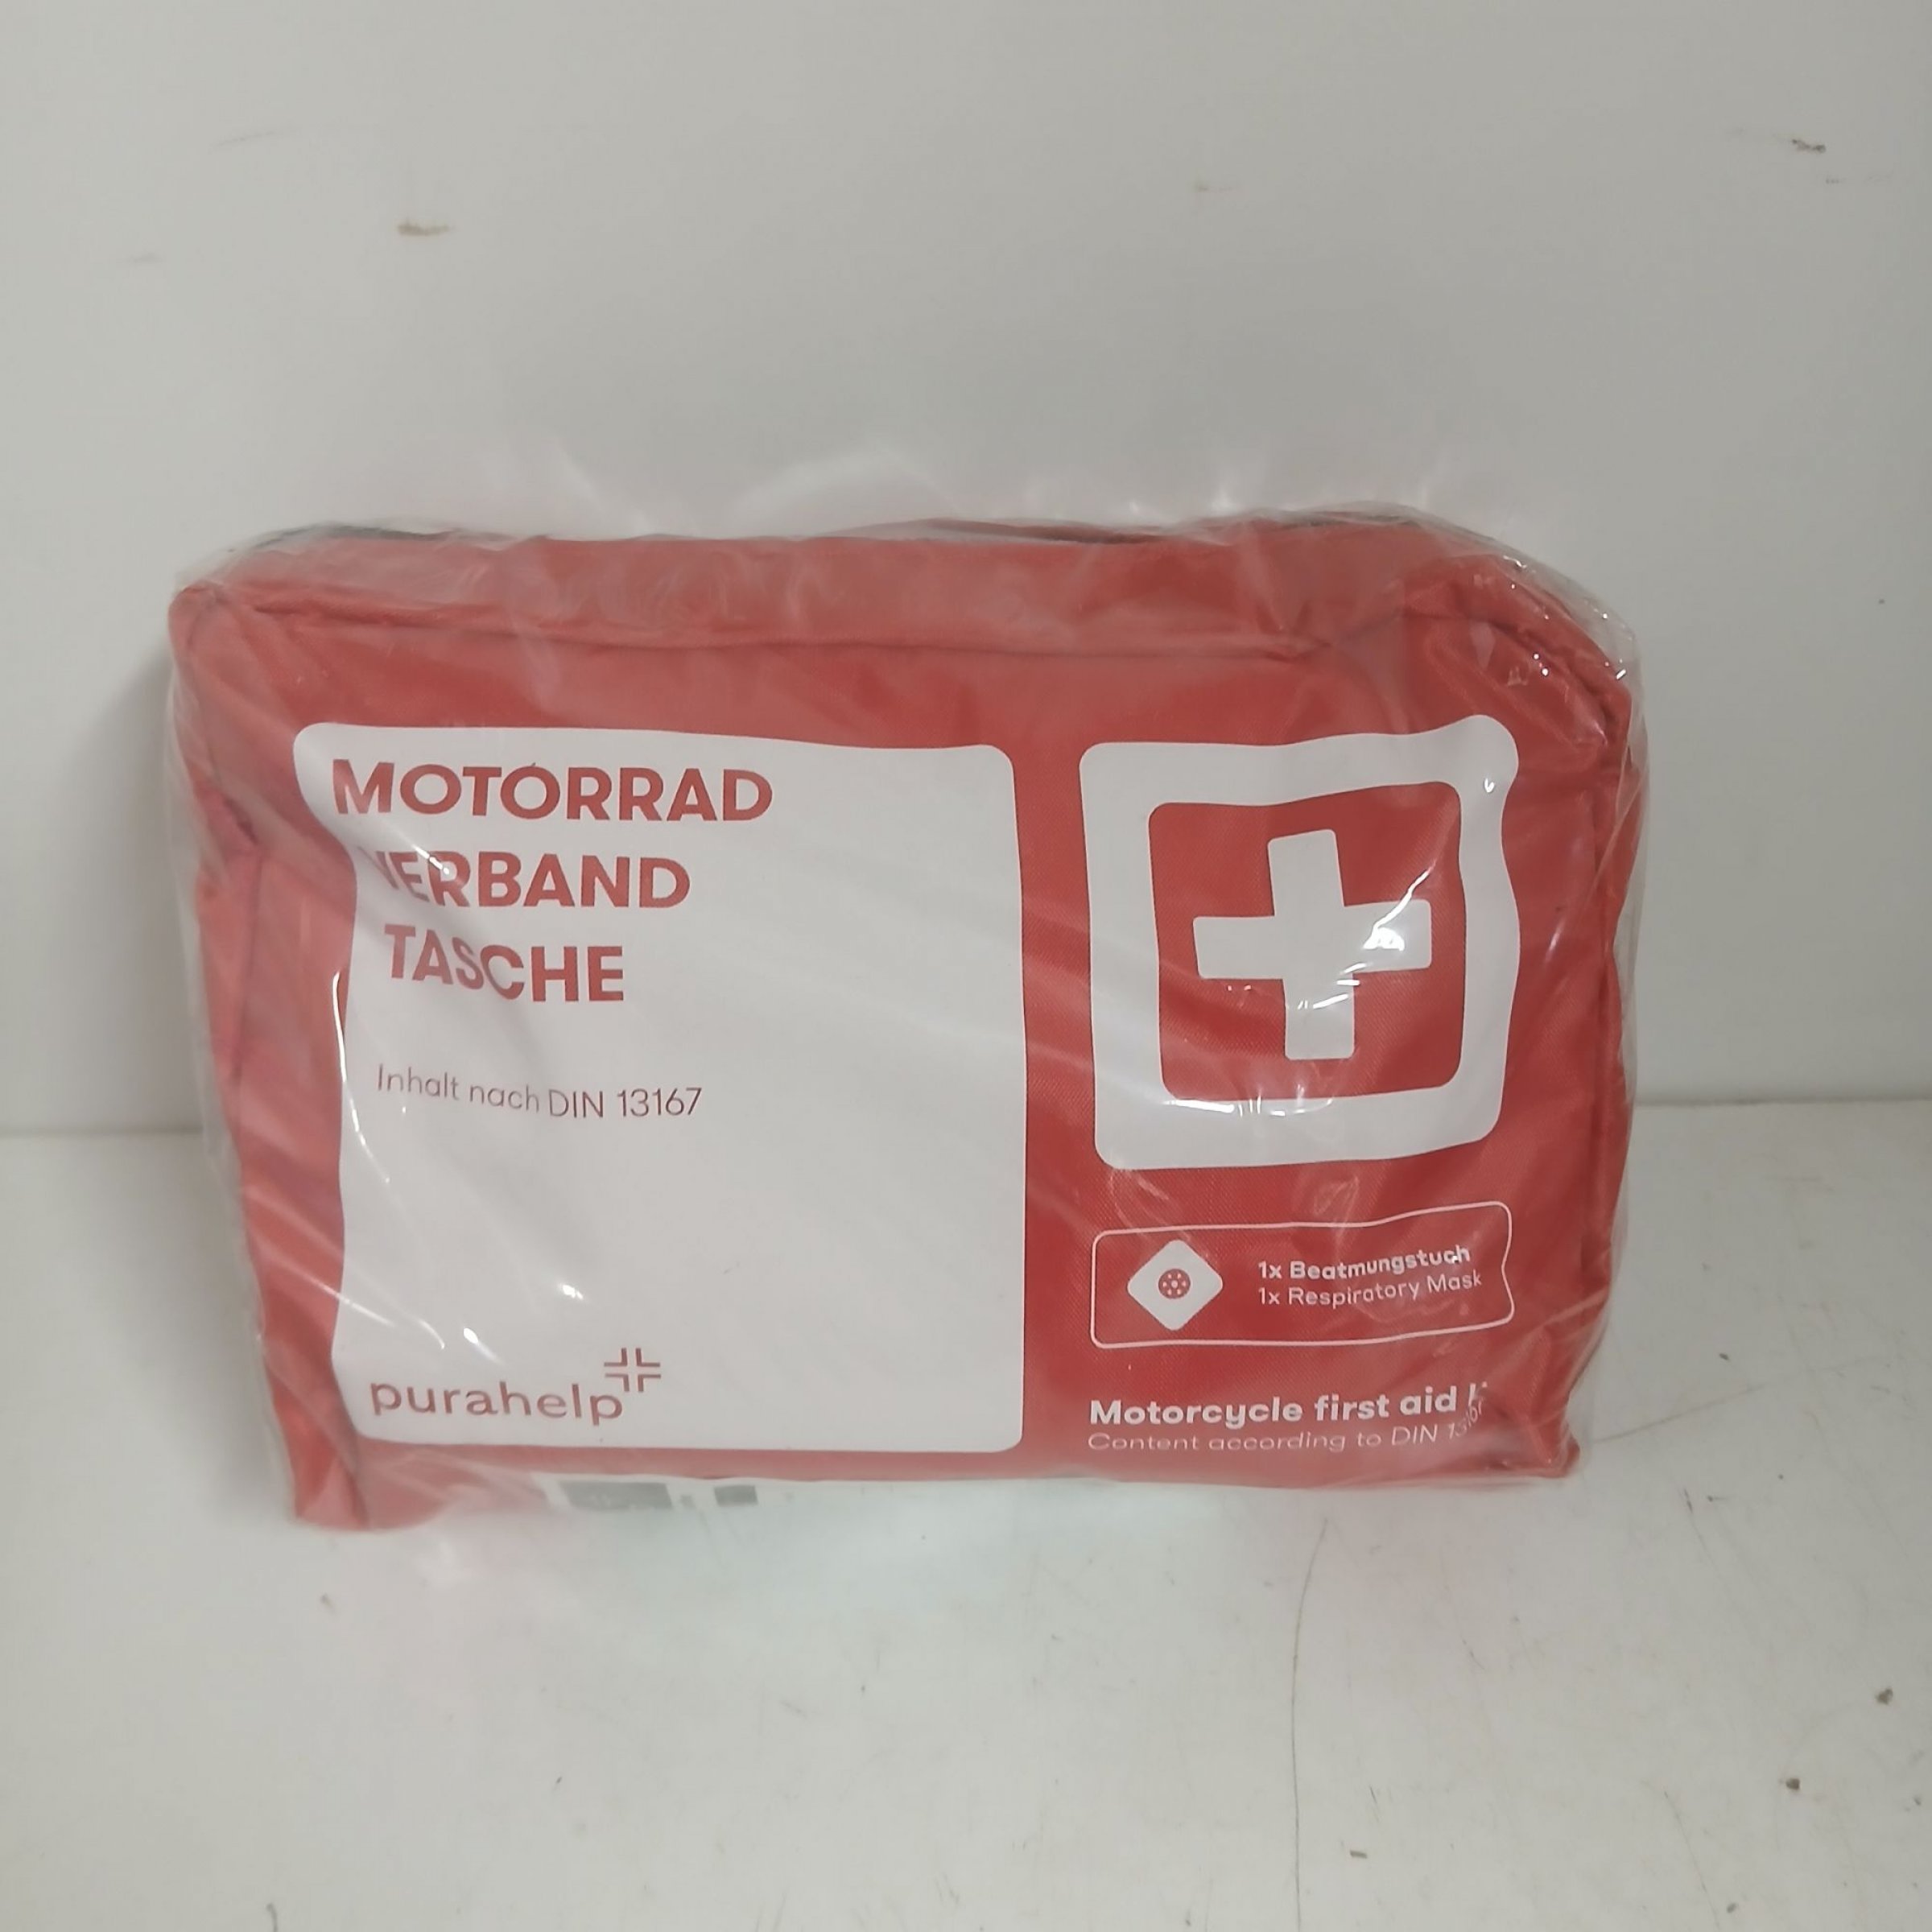 MOTORRAD
VERBAND
TASCHE
Inhalt nach DIN 13167
purahelp
1x Beatmungstuch
1x Respiratory Mask
Motorcycle first aid
Content according to DIN